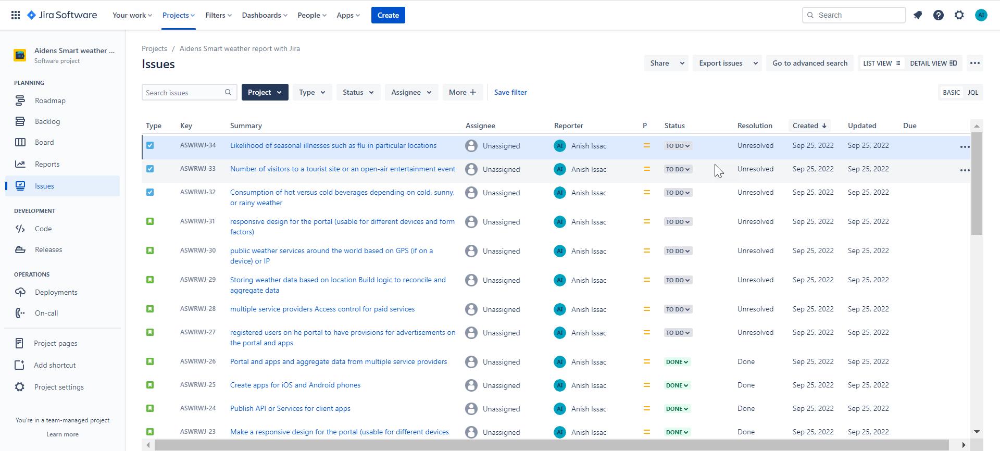 Jira Software Your work Projects Filters Dashboards People Apps Create Search AI
Aidens Smart weather ...
Software project
PLANNING
Roadmap
Backlog
Board
Reports
Issues
DEVELOPMENT
Code
Releases
OPERATIONS
Deployments
On-call
Project pages
Add shortcut
Project settings
You're in a team-managed project
Learn more
Projects / Aidens Smart weather report with Jira
Issues
Share Export issues Go to advanced search LIST VIEW DETAIL VIEW
Search issues Project Type Status Assignee More + Save filter BASIC JQL
Type Key Summary Assignee Reporter P Status Resolution Created Updated Due
ASWRWJ-34 Likelihood of seasonal illnesses such as flu in particular locations Unassigned AI Anish Issac TO DO Unresolved Sep 25, 2022 Sep 25, 2022
ASWRWJ-33 Number of visitors to a tourist site or an open-air entertainment event Unassigned AI Anish Issac TO DO Unresolved Sep 25, 2022 Sep 25, 2022
ASWRWJ-32 Consumption of hot versus cold beverages depending on cold, sunny, Unassigned AI Anish Issac TO DO Unresolved Sep 25, 2022 Sep 25, 2022
or rainy weather
ASWRWJ-31 responsive design for the portal (usable for different devices and form Unassigned AI Anish Issac TO DO Unresolved Sep 25, 2022 Sep 25, 2022
factors)
ASWRWJ-30 public weather services around the world based on GPS (if on a Unassigned AI Anish Issac TO DO Unresolved Sep 25, 2022 Sep 25, 2022
device) or IP
ASWRWJ-29 Storing weather data based on location Build logic to reconcile and Unassigned AI Anish Issac TO DO Unresolved Sep 25, 2022 Sep 25, 2022
aggregate data
ASWRWJ-28 multiple service providers Access control for paid services Unassigned AI Anish Issac TO DO Unresolved Sep 25, 2022 Sep 25, 2022
ASWRWJ-27 registered users on he portal to have provisions for advertisements on Unassigned AI Anish Issac TO DO Unresolved Sep 25, 2022 Sep 25, 2022
the portal and apps
ASWRWJ-26 Portal and apps and aggregate data from multiple service providers Unassigned AI Anish Issac DONE Done Sep 25, 2022 Sep 25, 2022
ASWRWJ-25 Create apps for iOS and Android phones Unassigned AI Anish Issac DONE Done Sep 25, 2022 Sep 25, 2022
ASWRWJ-24 Publish API or Services for client apps Unassigned AI Anish Issac DONE Done Sep 25, 2022 Sep 25, 2022
ASWRWJ-23 Make a responsive design for the portal (usable for different devices Unassigned AI Anish Issac DONE Done Sep 25, 2022 Sep 25, 2022